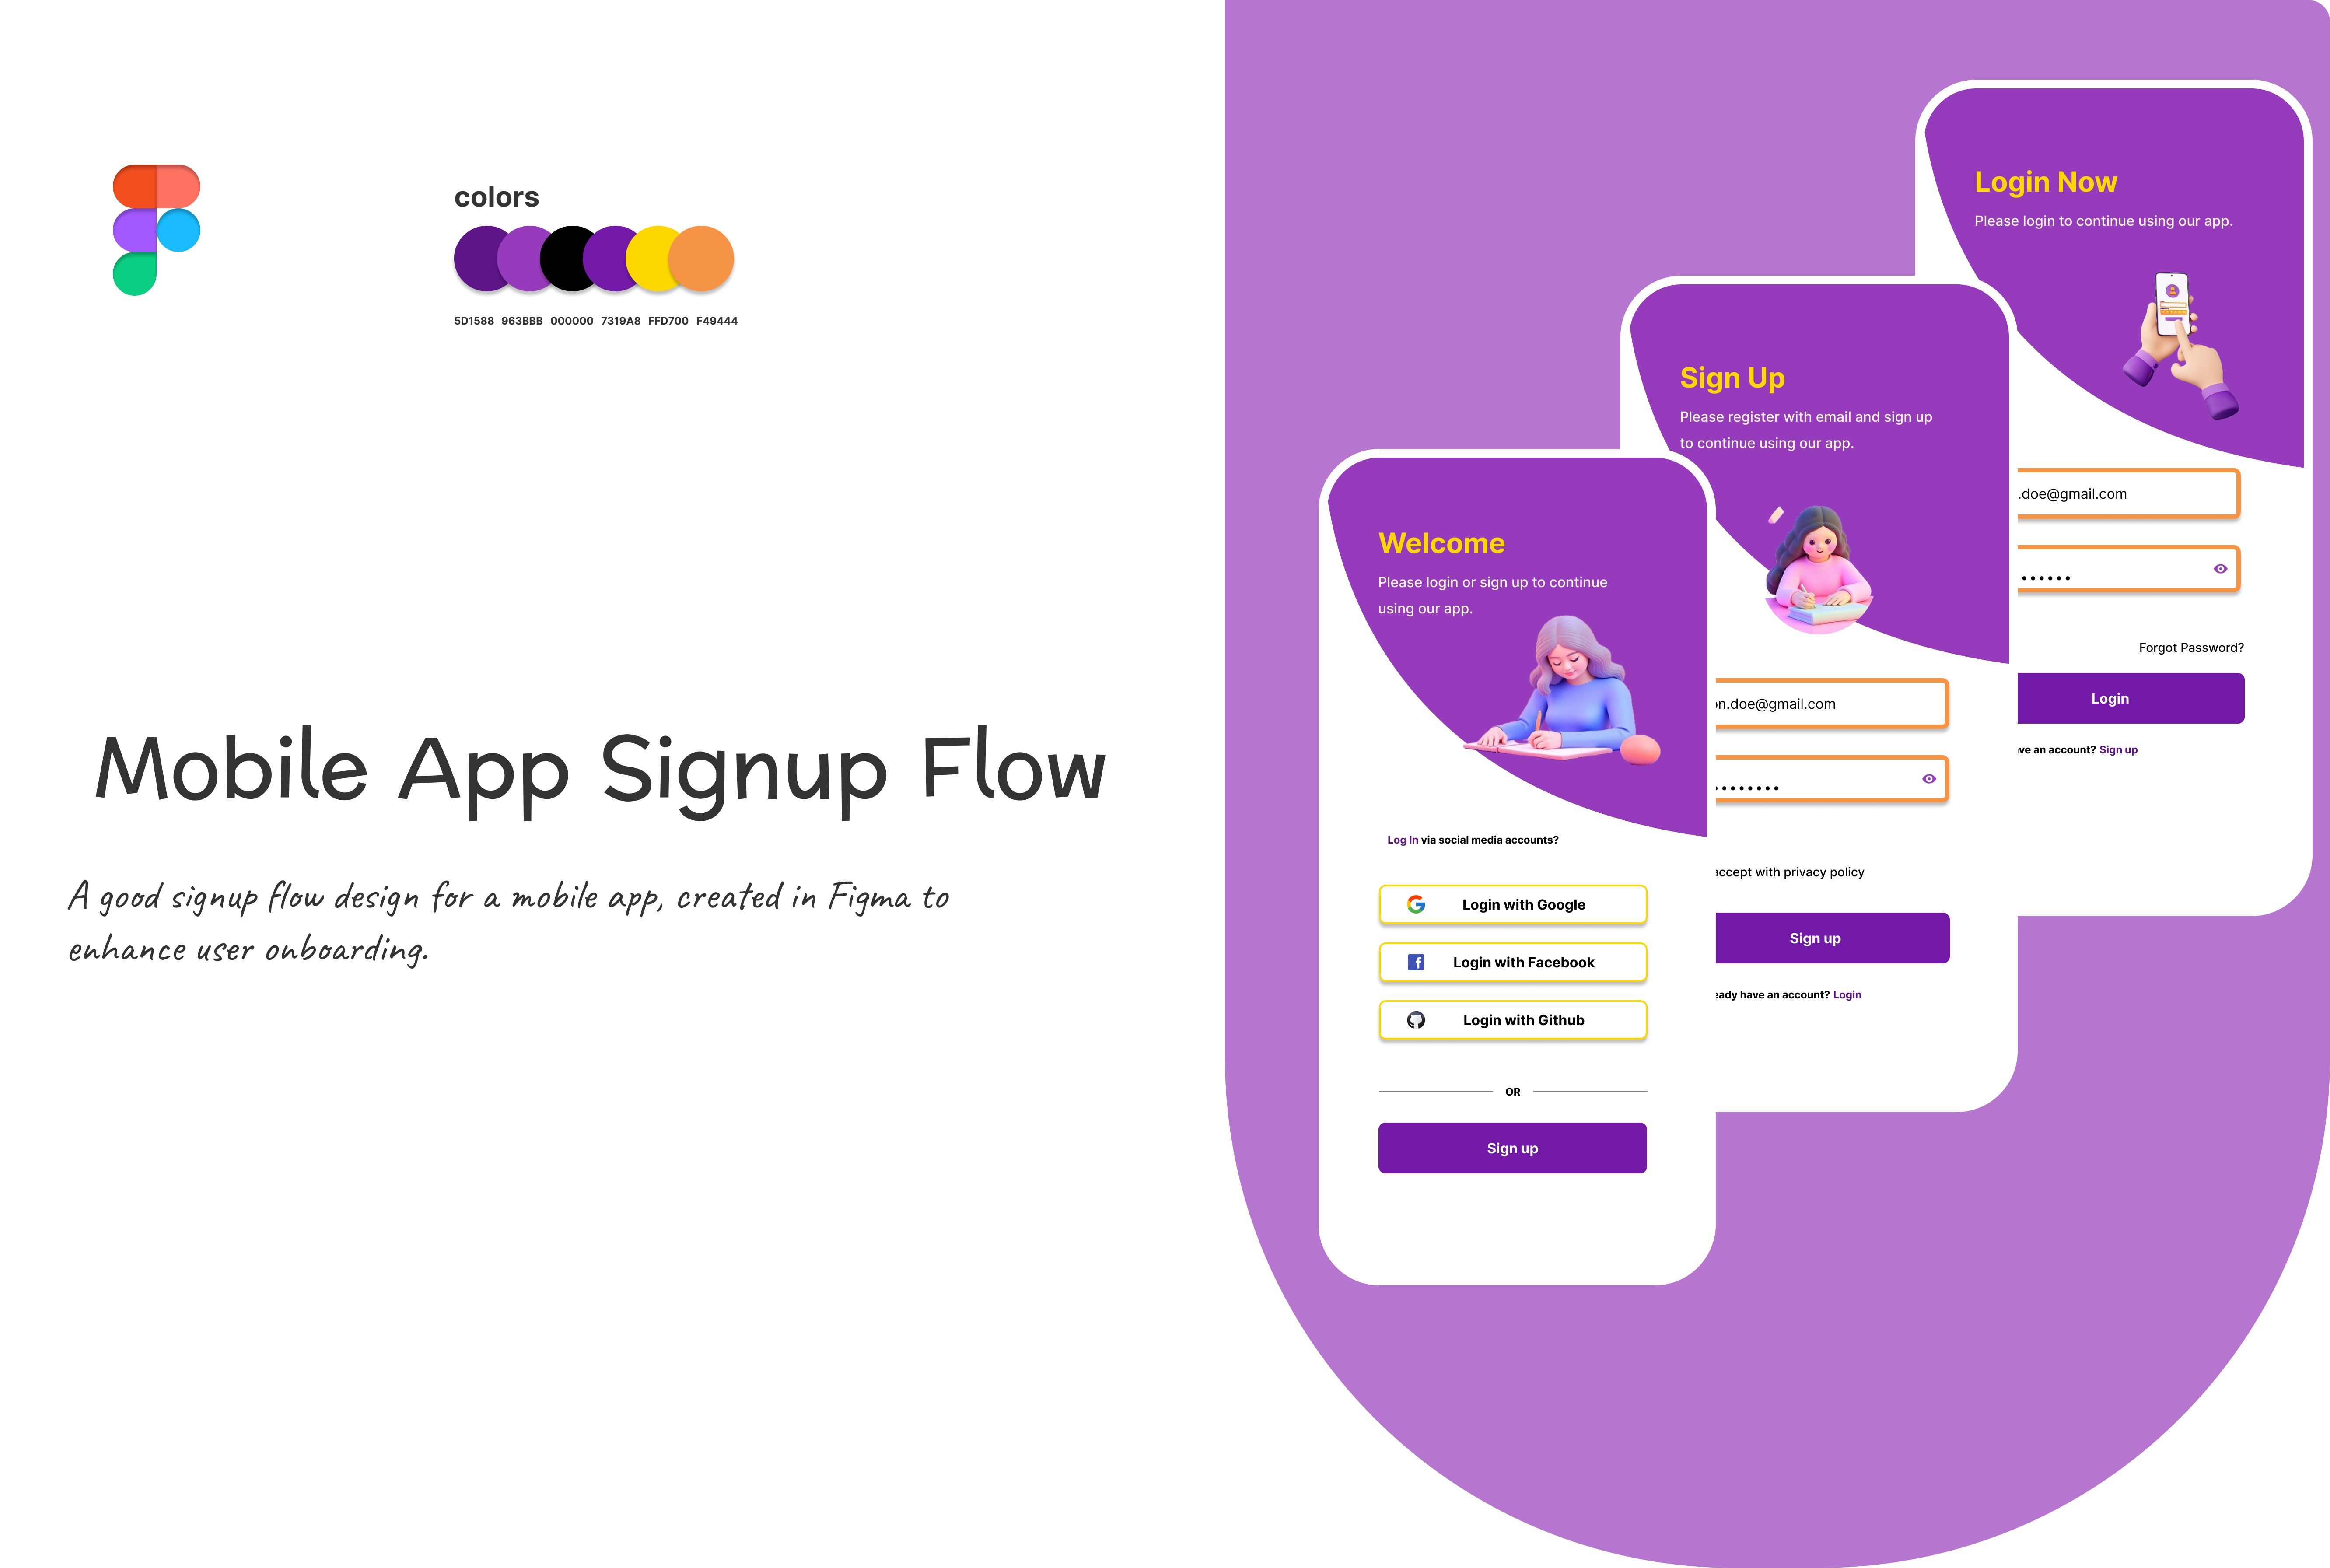 colors
5D1588 963BBB 000000 7319A8 FFD700 F49444
Mobile App Signup Flow
A good signup flow design for a mobile app, created in Figma to
enhance user onboarding.
Welcome
Please login or sign up to continue
using our app.
Log In via social media accounts?
Login with Google
Login with Facebook
Login with Github
OR
Sign up
Sign Up
Please register with email and sign up
to continue using our app.
n.doe@gmail.com
accept with privacy policy
Sign up
eady have an account? Login
Login Now
Please login to continue using our app.
.doe@gmail.com
Forgot Password?
Login
ve an account? Sign up